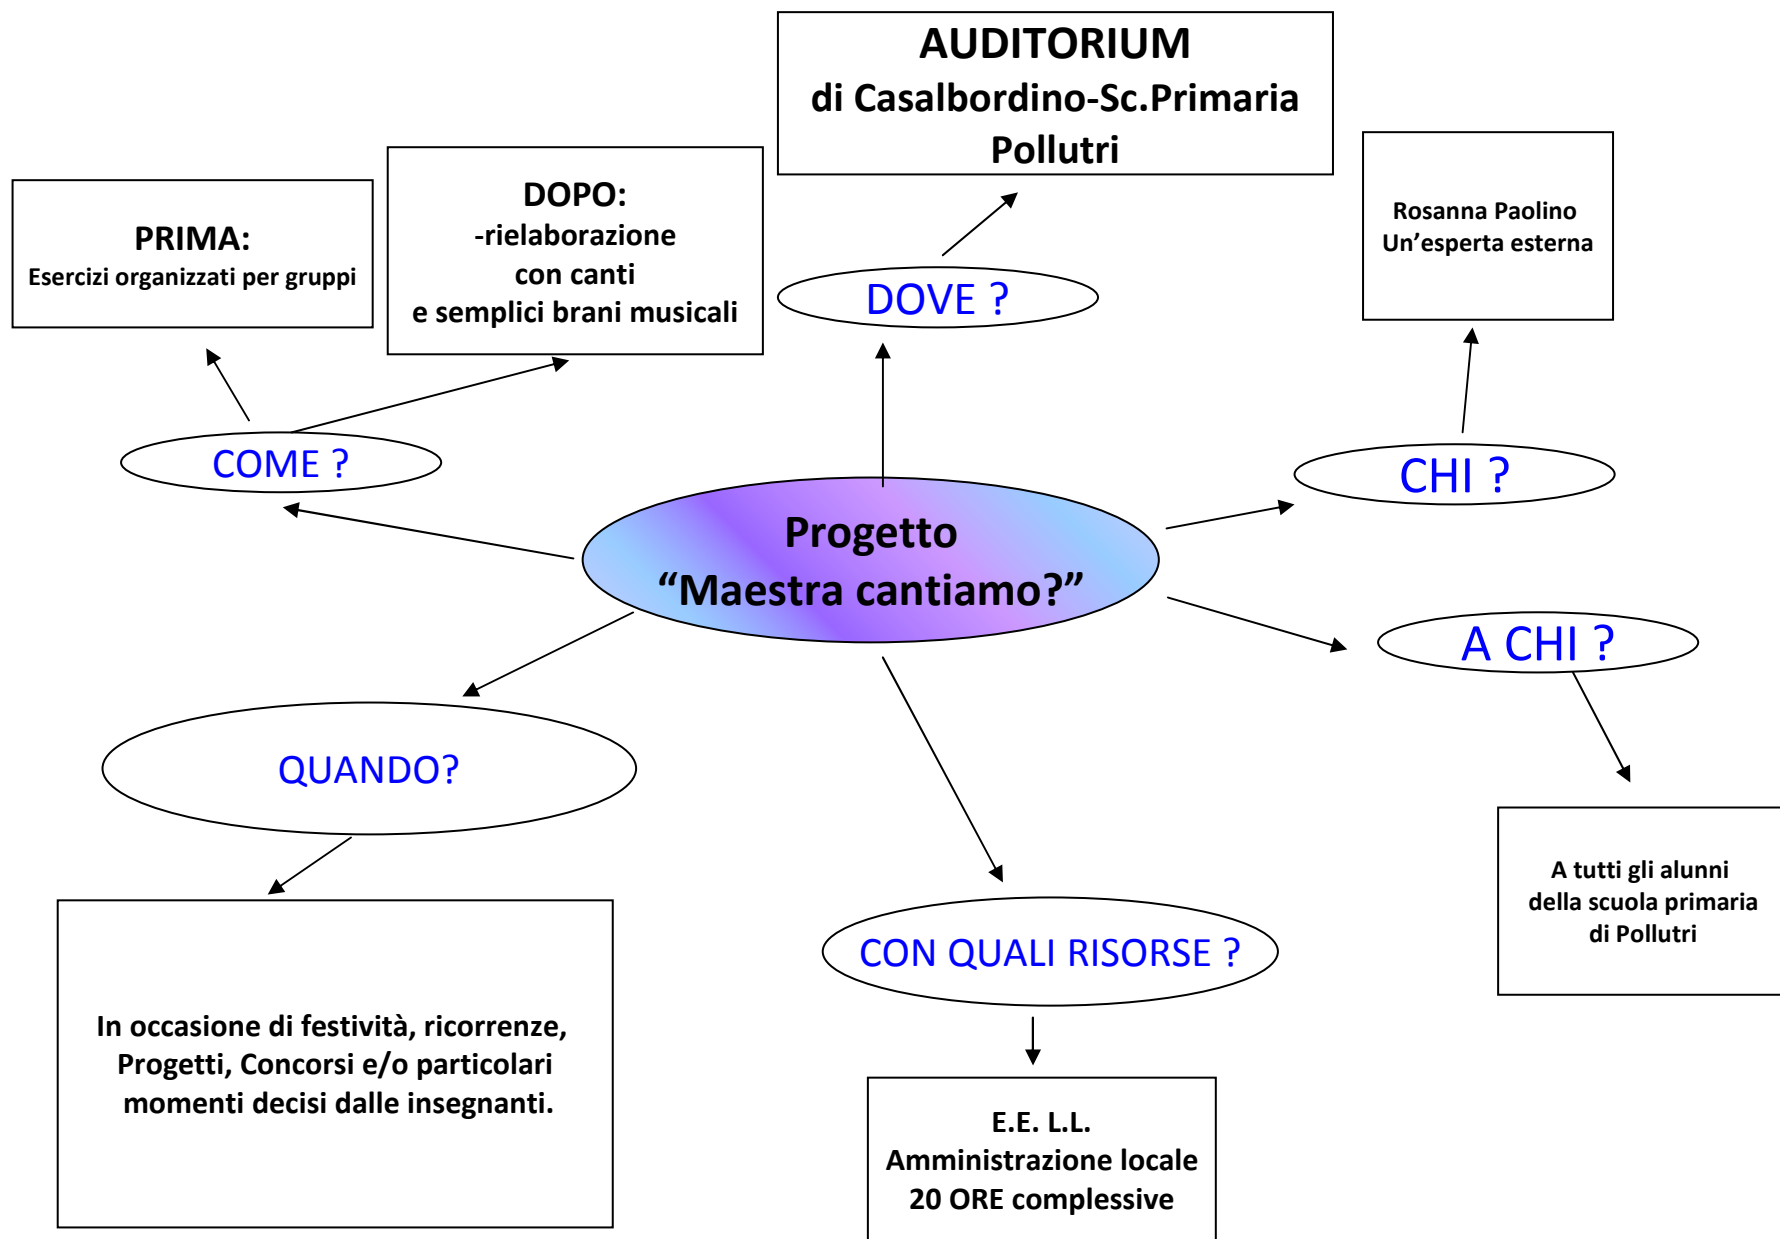 AUDITORIUM
di Casalbordino-Sc.Primaria
Pollutri
PRIMA:
Esercizi organizzati per gruppi
DOPO:
-rielaborazione
con canti
e semplici brani musicali
Rosanna Paolino
Un’esperta esterna
DOVE ?
COME ?
CHI ?
Progetto
“Maestra cantiamo?”
A CHI ?
QUANDO?
A tutti gli alunni
della scuola primaria
di Pollutri
CON QUALI RISORSE ?
In occasione di festività, ricorrenze,
Progetti, Concorsi e/o particolari
momenti decisi dalle insegnanti.
E.E. L.L.
Amministrazione locale
20 ORE complessive